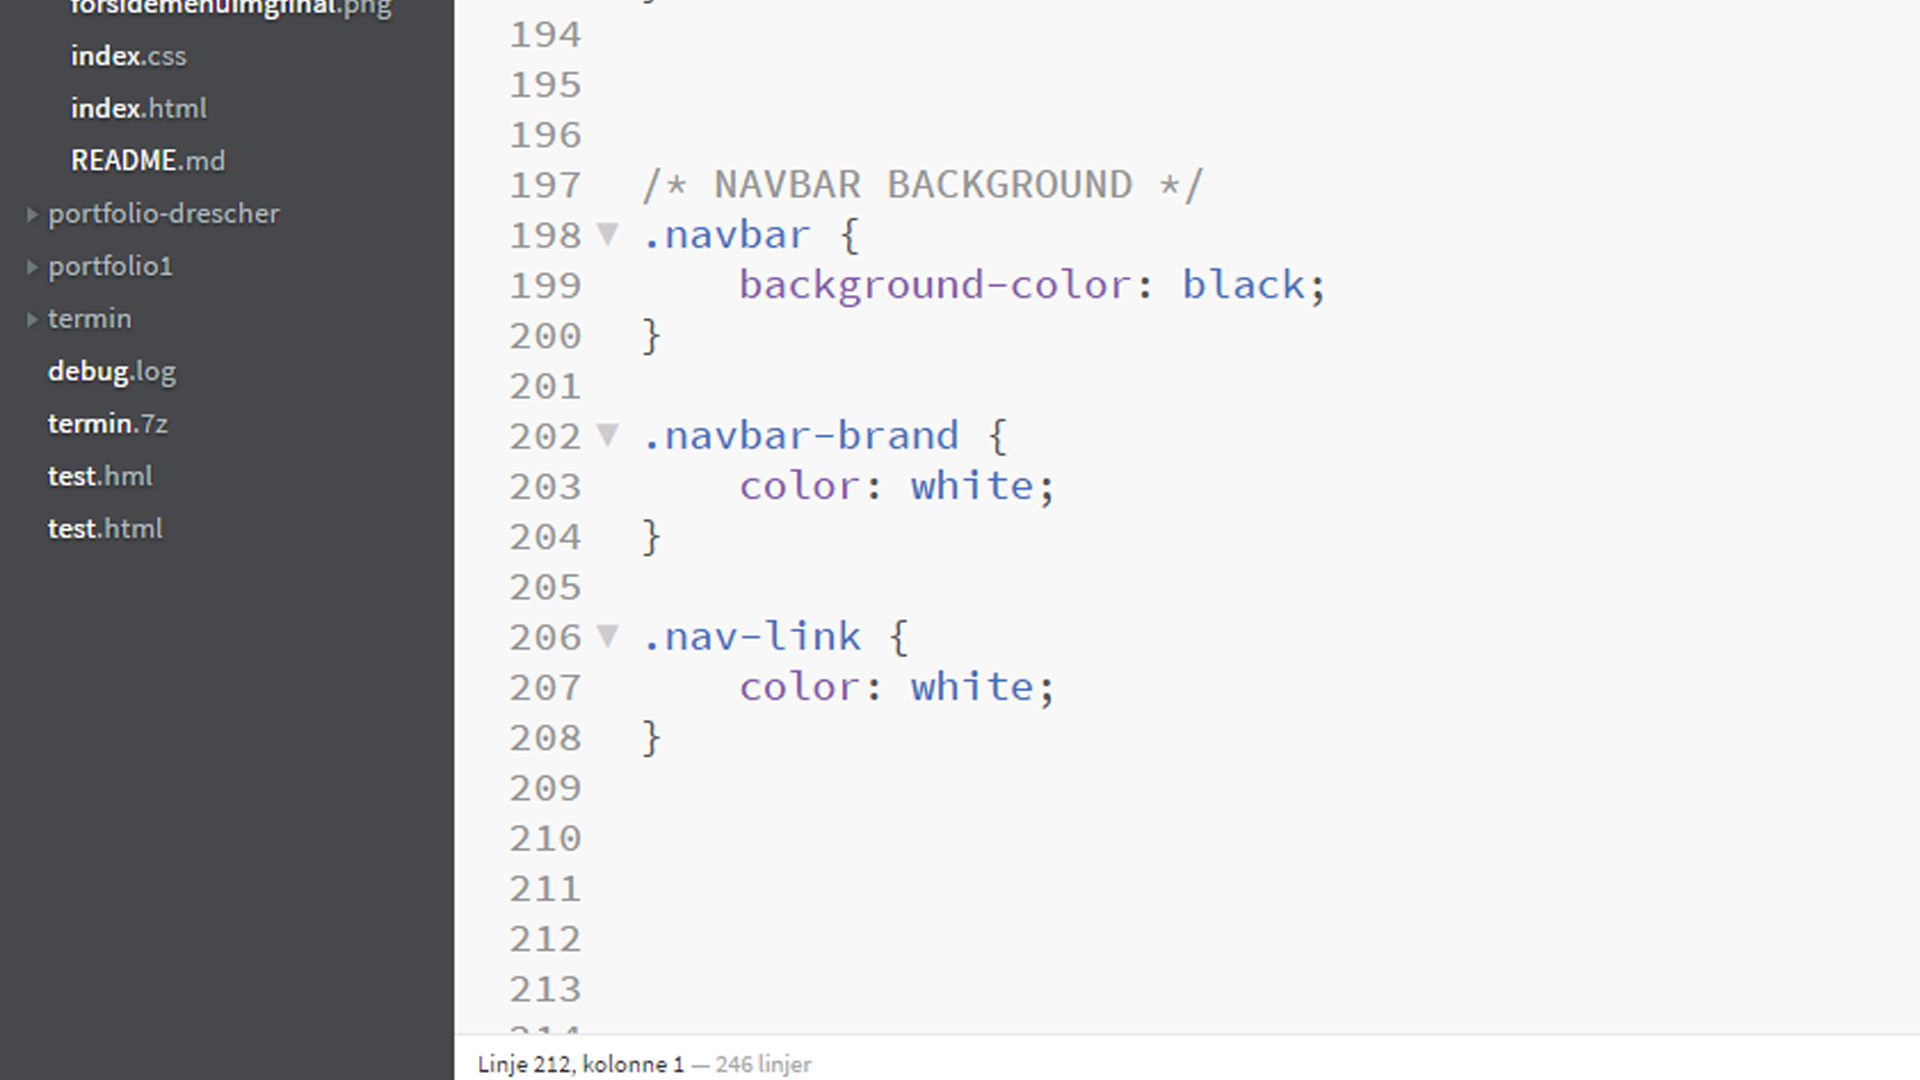 forsidemenuimgfinal.png
index.css
index.html
README.md
portfolio-drescher
portfolio1
termin
debug.log
termin.7z
test.hml
test.html
194
195
196
197 /* NAVBAR BACKGROUND */
198 .navbar {
199 background-color: black;
200 }
201
202 .navbar-brand {
203 color: white;
204 }
205
206 .nav-link {
207 color: white;
208 }
209
210
211
212
213
214
Linje 212, kolonne 1 — 246 linjer